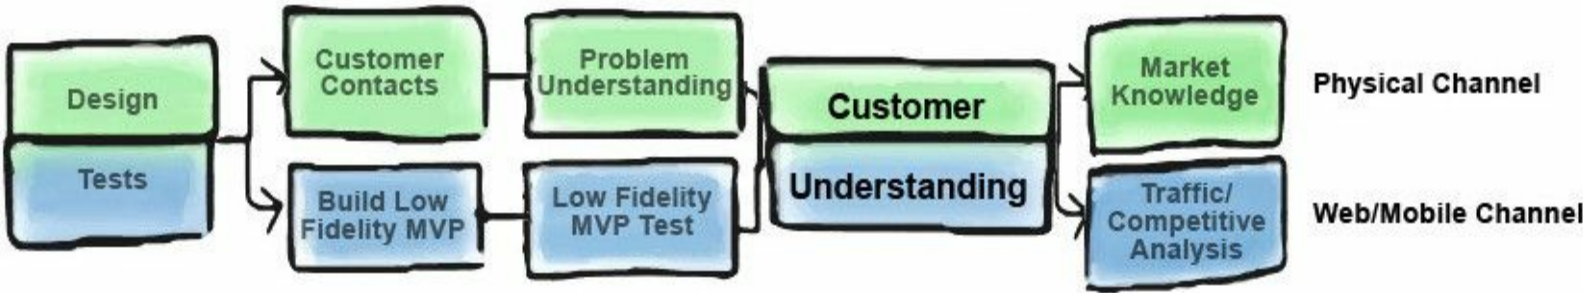 Design
Tests
Customer
Contacts
Build Low
Fidelity MVP
Problem
Understanding
Low Fidelity
MVP Test
Customer
Understanding
Market
Knowledge
Traffic/
Competitive
Analysis
Physical Channel
Web/Mobile Channel